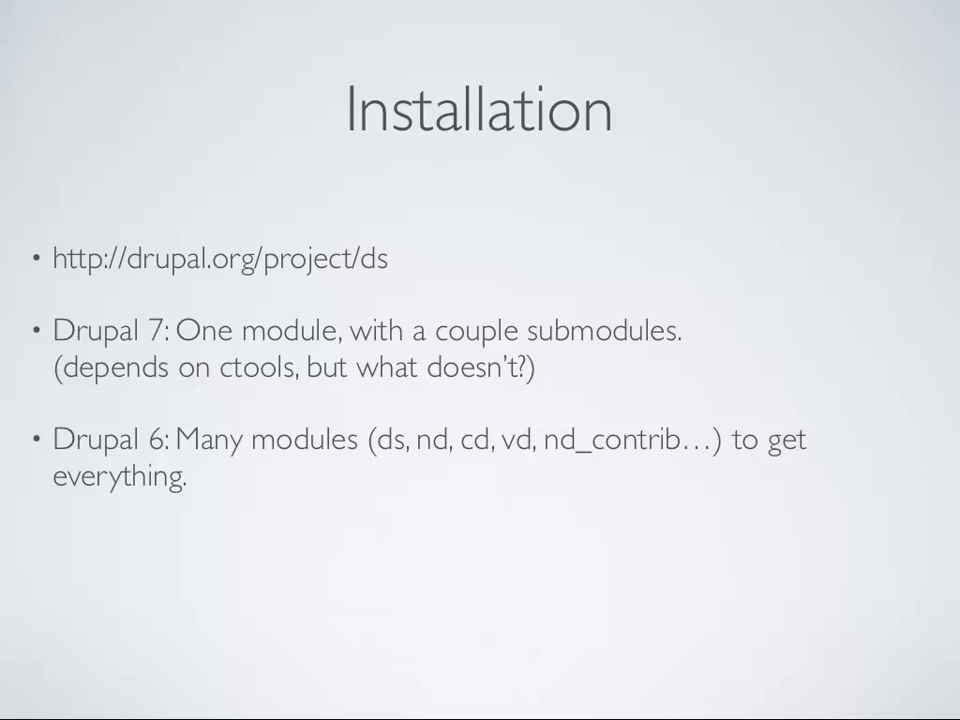 Installation
• http://drupal.org/project/ds
• Drupal 7: One module, with a couple submodules.
(depends on ctools, but what doesn’t?)
• Drupal 6: Many modules (ds, nd, cd, vd, nd_contrib…) to get
everything.